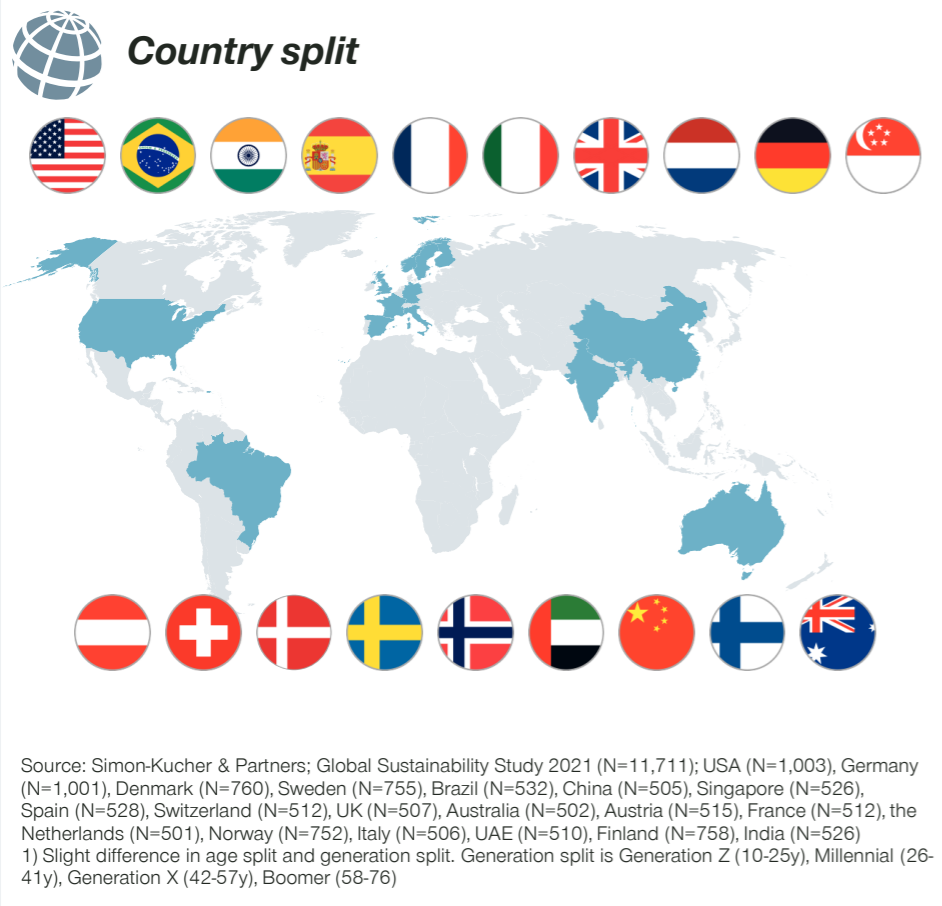 Country split
Source: Simon-Kucher & Partners; Global Sustainability Study 2021 (N=11,711); USA (N=1,003), Germany
(N=1,001), Denmark (N=760), Sweden (N=755), Brazil (N=532), China (N=505), Singapore (N=526),
Spain (N=528), Switzerland (N=512), UK (N=507), Australia (N=502), Austria (N=515), France (N=512), the
Netherlands (N=501), Norway (N=752), Italy (N=506), UAE (N=510), Finland (N=758), India (N=526)
1) Slight difference in age split and generation split. Generation split is Generation Z (10-25y), Millennial (26-
41y), Generation X (42-57y), Boomer (58-76)